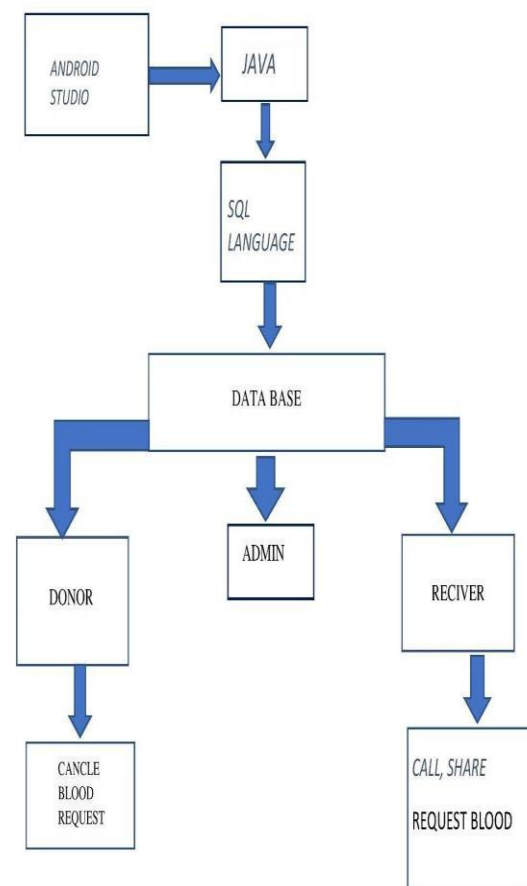 ANDROID
STUDIO
JAVA
SQL
LANGUAGE
DATA BASE
DONOR
ADMIN
RECIVER
CANCLE
BLOOD
REQUEST
CALL, SHARE
REQUEST BLOOD